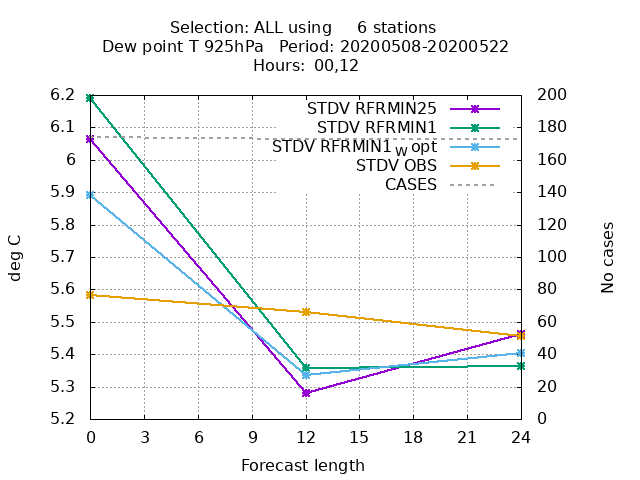 Selection: ALL using     6 stations
Dew point T 925hPa   Period: 20200508-20200522
Hours:  00,12
6.2
6.1
6
5.9
5.8
5.7
5.6
5.5
5.4
5.3
5.2
deg C
STDV RFRMIN25
STDV RFRMIN1
STDV RFRMIN1_W opt
STDV OBS
CASES
200
180
160
140
120
100
80
60
40
20
0
No cases
0 3 6 9 12 15 18 21 24
Forecast length